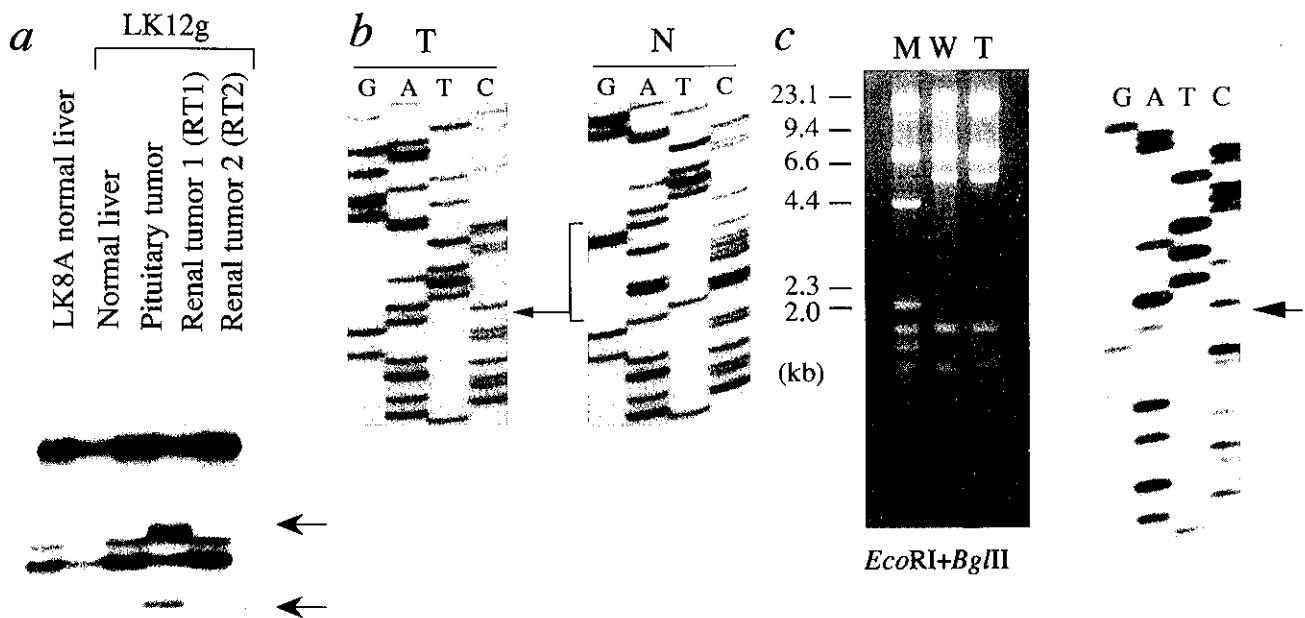 a
LK12g
LK8A normal liver
Normal liver
Pituitary tumor
Renal tumor 1 (RT1)
Renal tumor 2 (RT2)
b
T
N
G A T C
G A T C
c
M W T
23.1
9.4
6.6
4.4
2.3
2.0
(kb)
EcoRI+BglII
G A T C